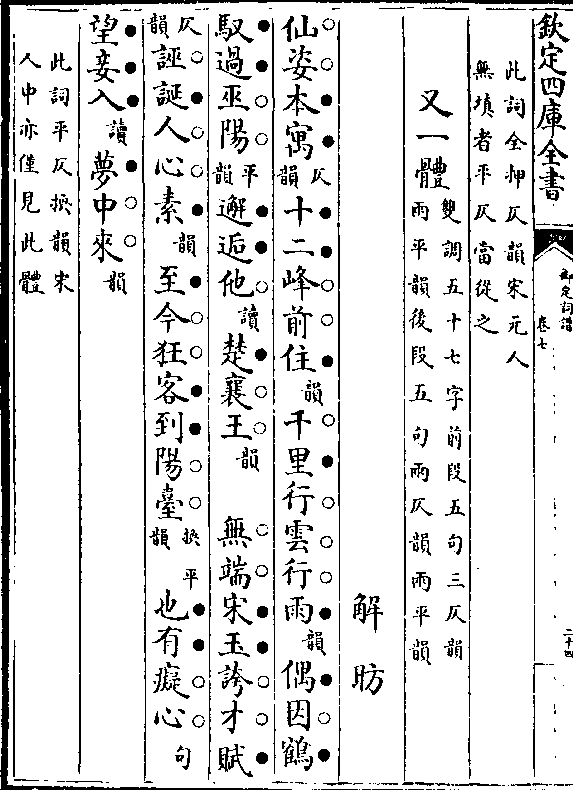 欽定四庫全書
御定詞譜
卷七
二十四
此詞全押仄韻宋元人
無填者平仄當從之
又一體雙調五十七字前段五句三仄韻
兩平韻後段五句兩仄韻兩平韻
解昉
仙姿本寓仄韻十二峰前住韻千里行雲行雨韻偶因鶴
馭過巫陽平韻邂逅他讀楚襄王韻 無端宋玉誇才賦
仄韻誣誕人心素韻至今狂客到陽臺換平韻也有癡心句
望妾入讀夢中來韻
此詞平仄換韻宋
人中亦僅見此體